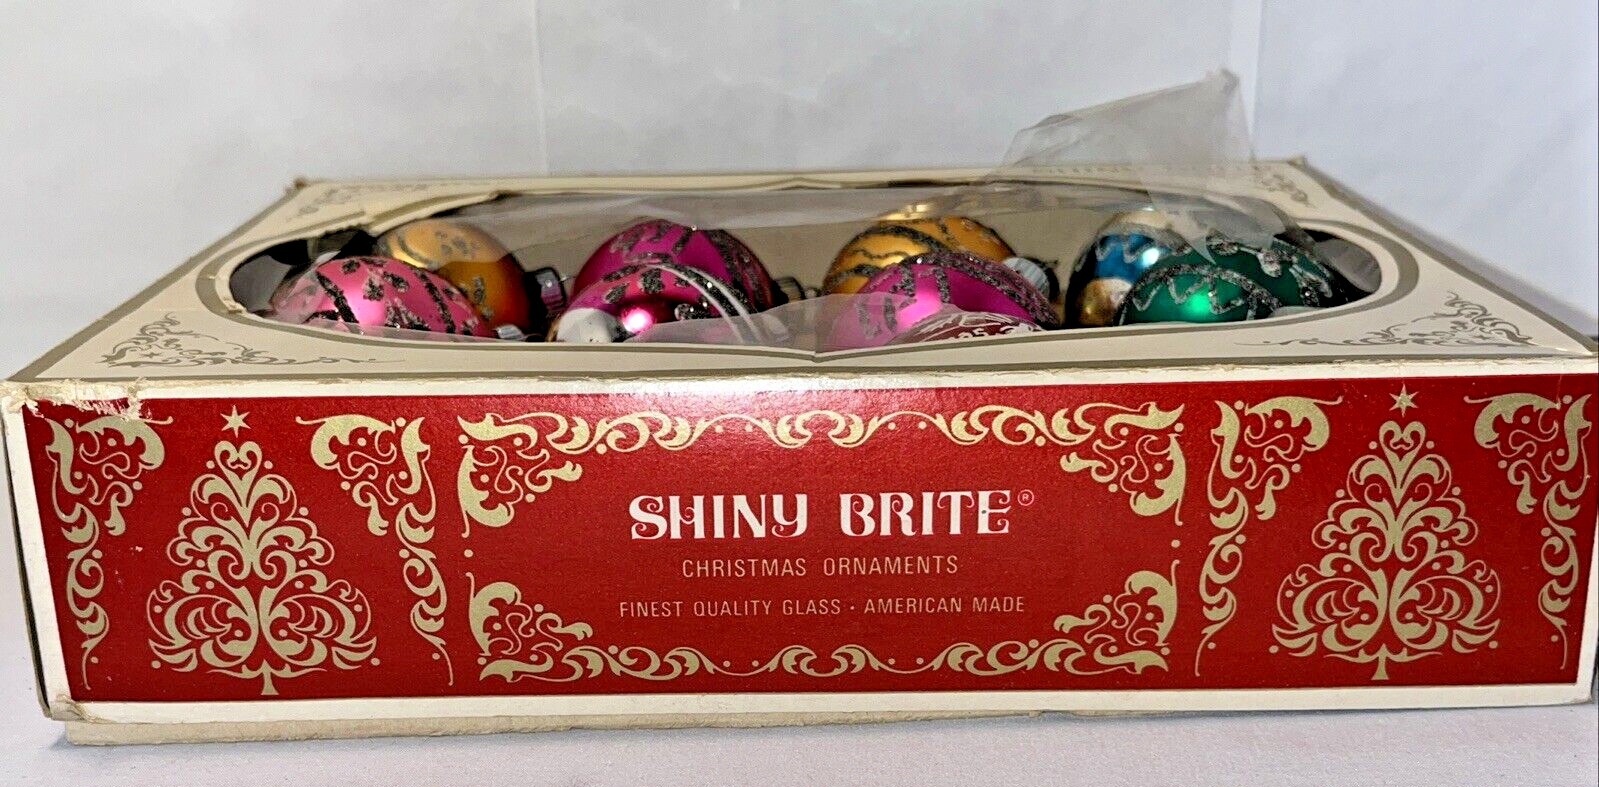 SHINY BRITE®
CHRISTMAS ORNAMENTS
FINEST QUALITY GLASS · AMERICAN MADE